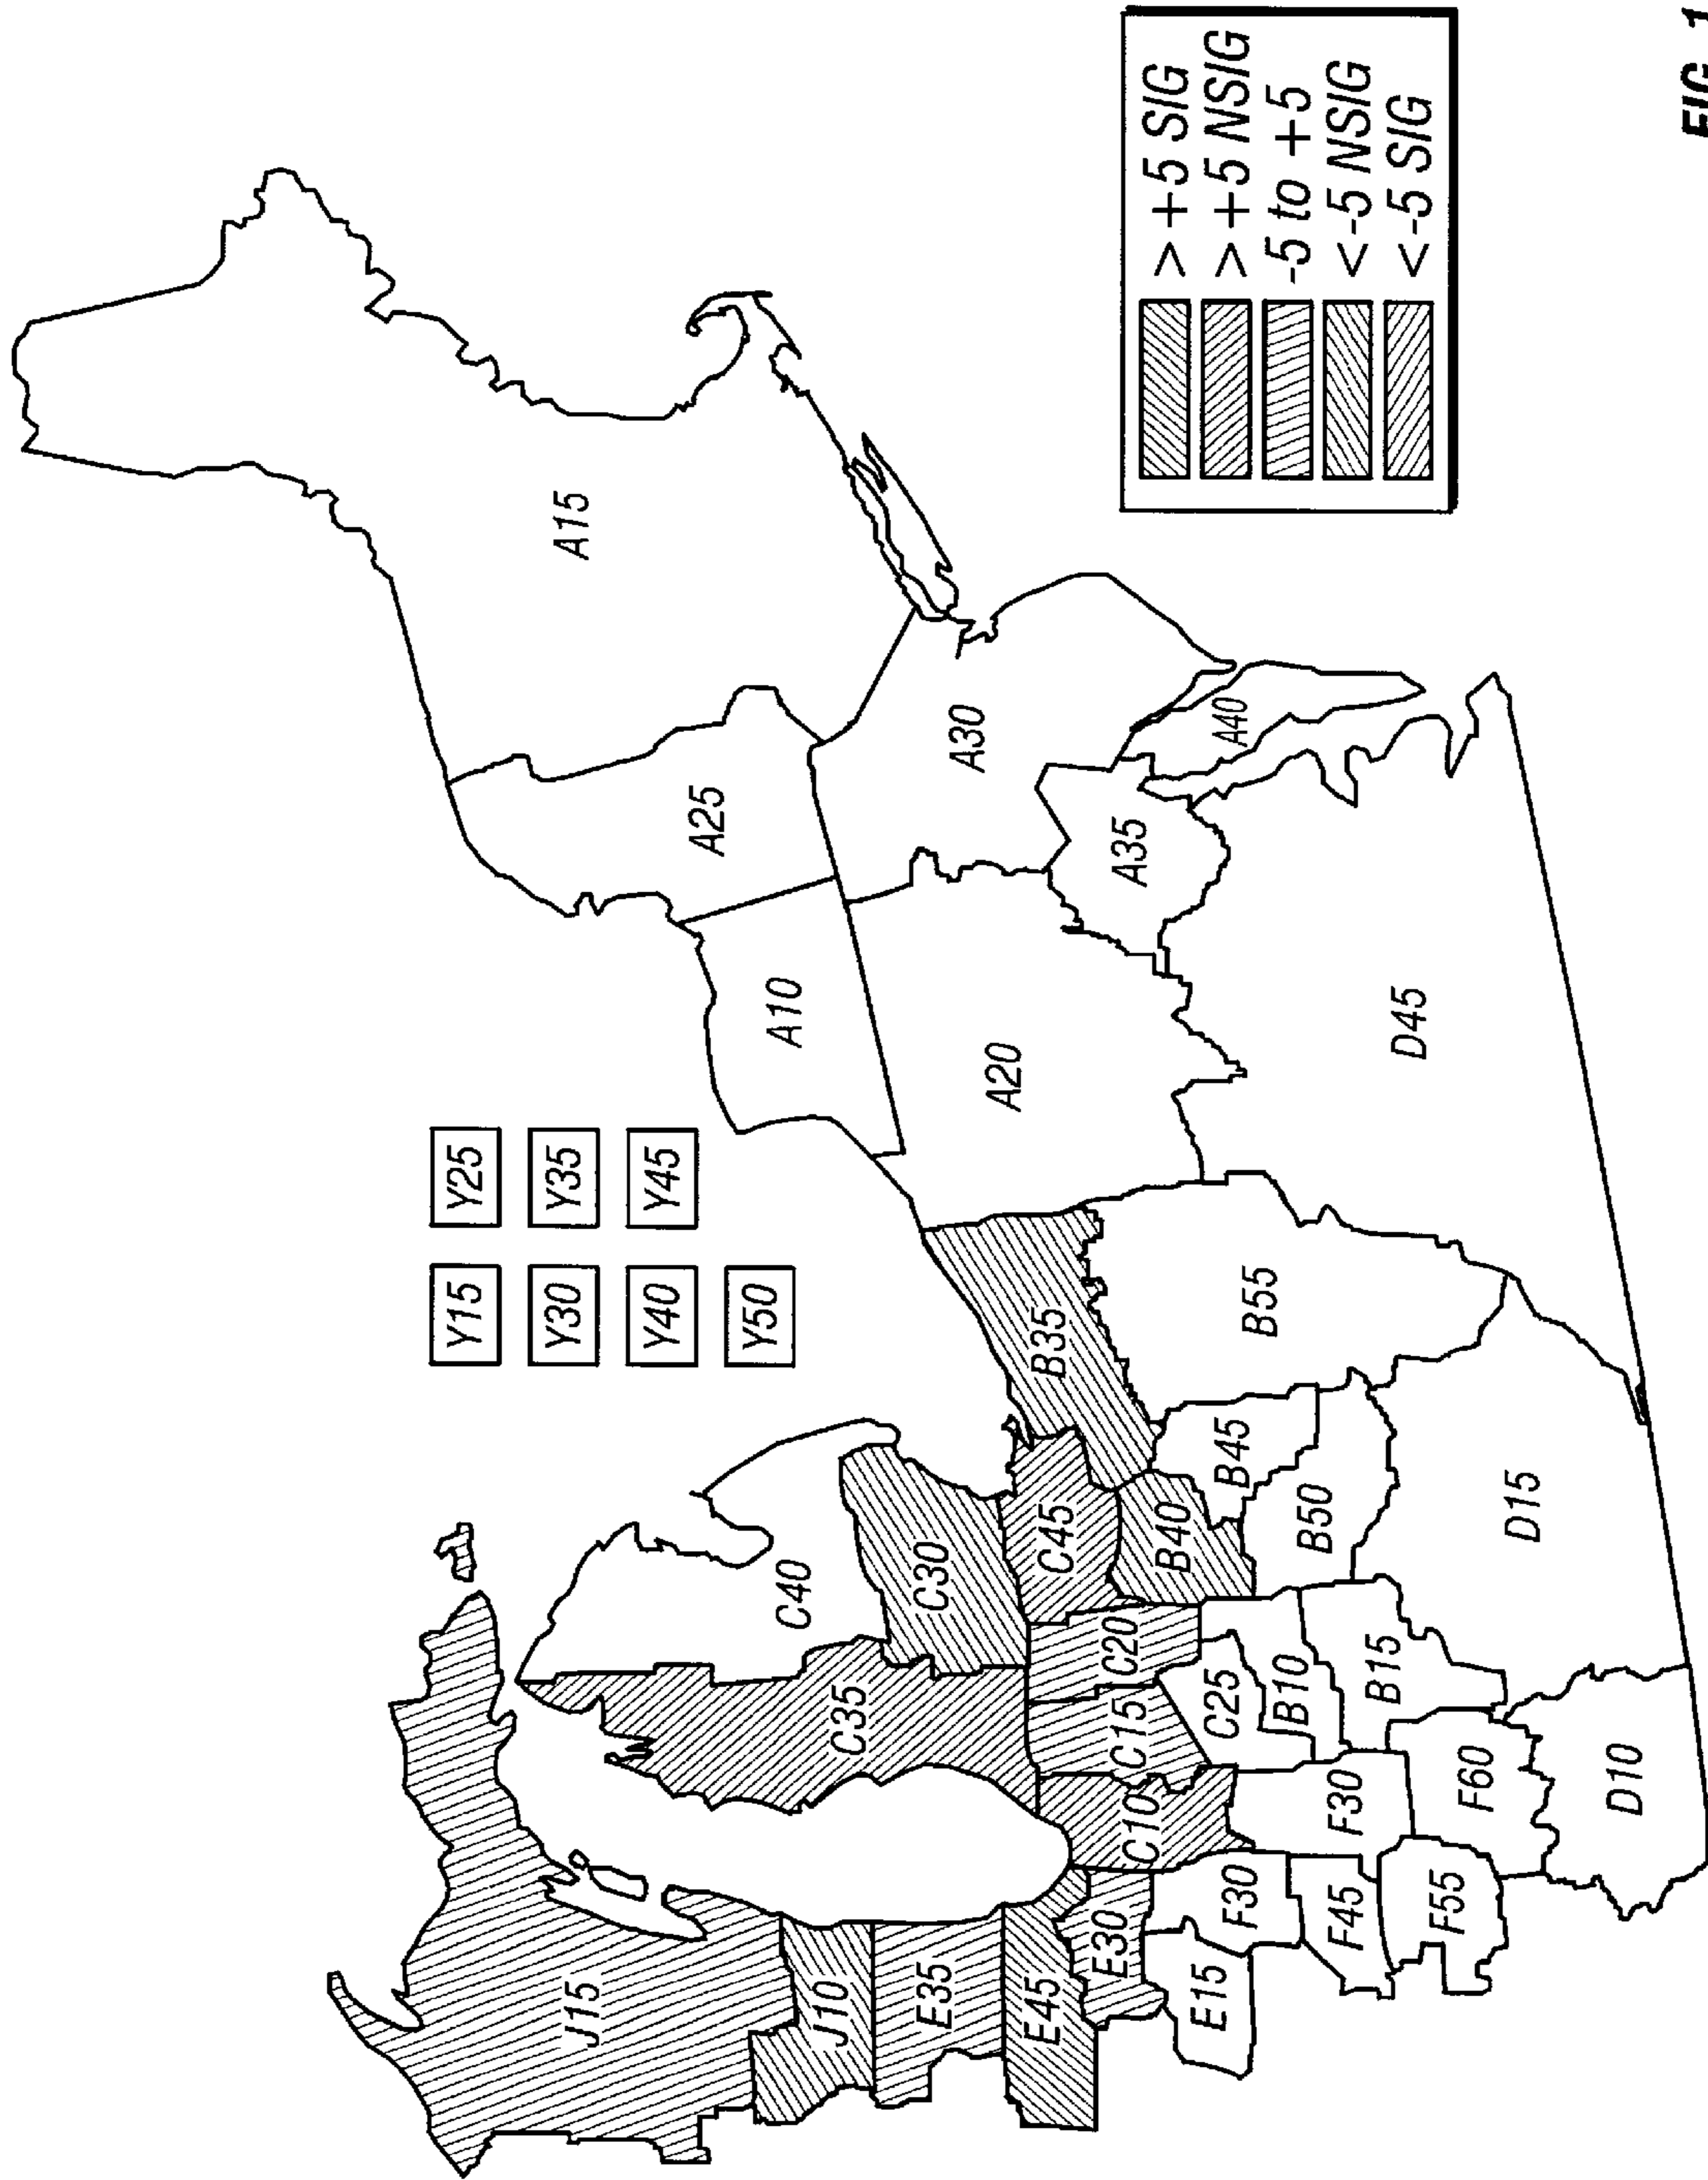 Y15
Y25
Y30
Y35
Y40
Y45
Y50
J15
J10
E35
E45
E30
E15
C40
C35
C30
C45
C20
C15
C10
C25
B35
B40
B45
B50
B55
B10
B15
F30
F30
F45
F55
F60
D10
D15
D45
A10
A15
A20
A25
A30
A35
A40
>+5 SIG
>+5 NSIG
-5 to +5
<-5 NSIG
<-5 SIG
FIG. 1